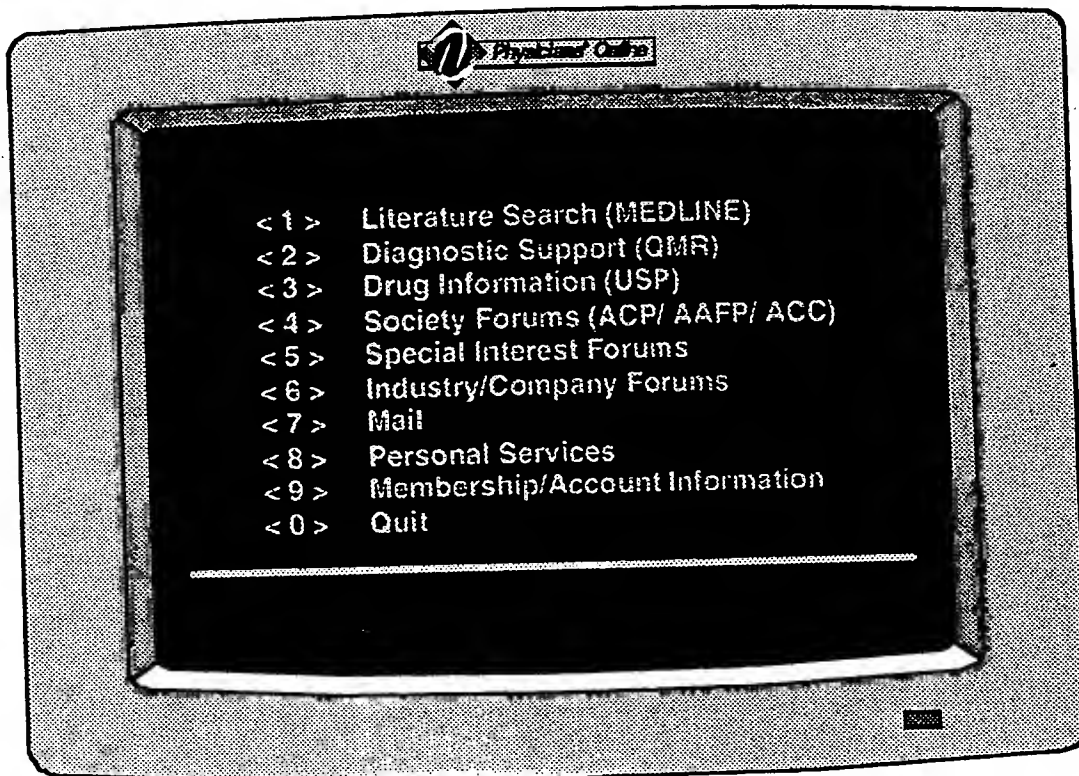 Physicians' Online
< 1 > Literature Search (MEDLINE)
< 2 > Diagnostic Support (QMR)
< 3 > Drug Information (USP)
< 4 > Society Forums (ACP/ AAFP/ ACC)
< 5 > Special Interest Forums
< 6 > Industry/Company Forums
< 7 > Mail
< 8 > Personal Services
< 9 > Membership/Account Information
< 0 > Quit